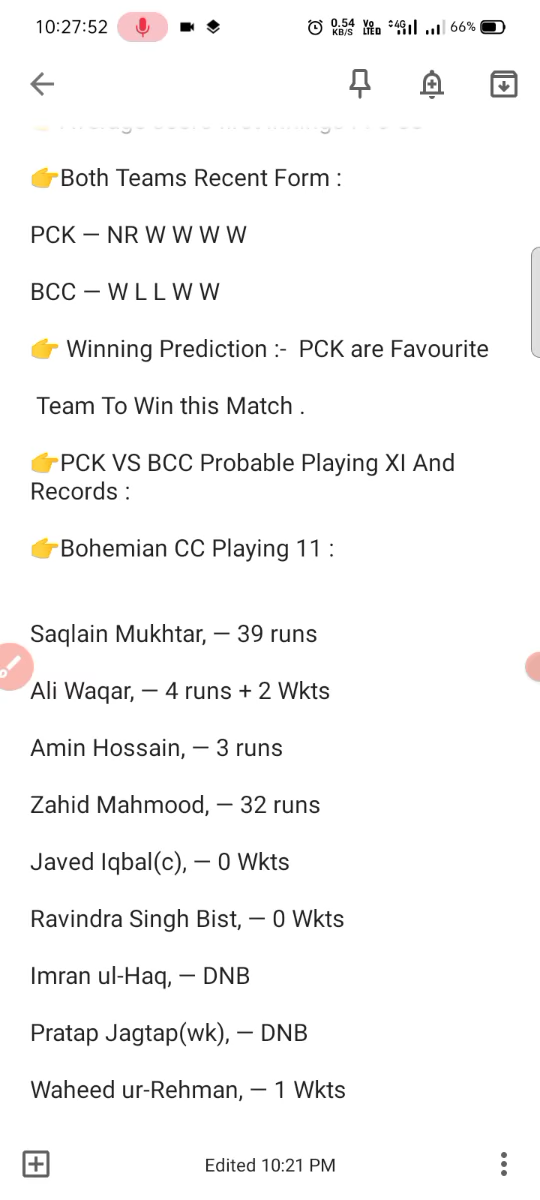 10:27:52
0.54 KB/S
Vo LTED
4G
66%
👉Both Teams Recent Form :
PCK — NR W W W W
BCC — W L L W W
👉 Winning Prediction :-  PCK are Favourite
Team To Win this Match .
👉PCK VS BCC Probable Playing XI And
Records :
👉Bohemian CC Playing 11 :
Saqlain Mukhtar, — 39 runs
Ali Waqar, — 4 runs + 2 Wkts
Amin Hossain, — 3 runs
Zahid Mahmood, — 32 runs
Javed Iqbal(c), — 0 Wkts
Ravindra Singh Bist, — 0 Wkts
Imran ul-Haq, — DNB
Pratap Jagtap(wk), — DNB
Waheed ur-Rehman, — 1 Wkts
Edited 10:21 PM